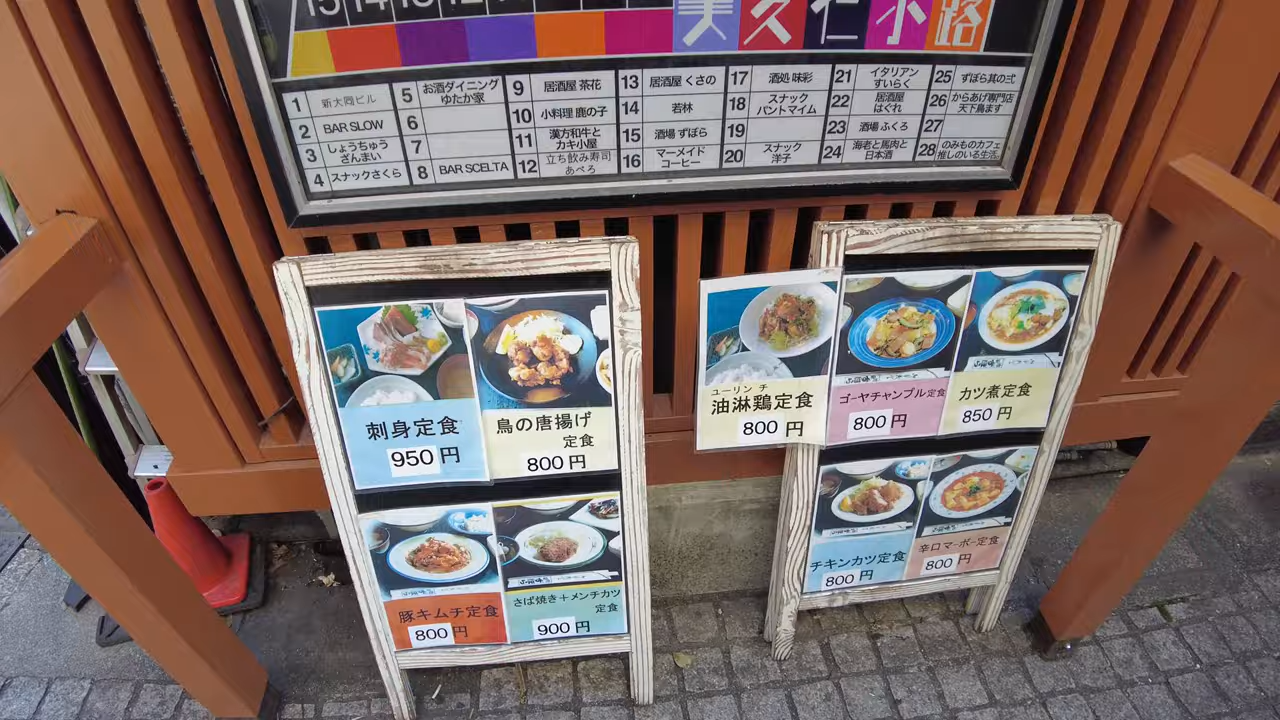 15 14 13 12
美久仁小路
1 新大同ビル
2 BAR SLOW
3 しょうちゅう
ざんまい
4 スナックさくら
5 お酒ダイニング
ゆたか家
6
7
8 BAR SCELTA
9 居酒屋 茶花
10 小料理 鹿の子
11 漢方和牛と
カキ小屋
12 立ち飲み寿司
あべろ
13 居酒屋 くさの
14 若林
15 酒場 ずぼら
16 マーメイド
コーヒー
17 酒処 味彩
18 スナック
パントマイム
19
20 スナック
洋子
21 イタリアン
すいらく
22 居酒屋
はぐれ
23 酒場 ふくろ
24 海老と馬肉と
日本酒
25 ずぼら其の弍
26 からあげ専門店
天下鳥ます
27
28 のみものカフェ
推しのいる生活
刺身定食
950円
鳥の唐揚げ
定食
800円
豚キムチ定食
800円
さば焼き+メンチカツ
定食
900円
ユーリンチ
油淋鶏定食
800円
ゴーヤチャンプル定食
800円
カツ煮定食
850円
チキンカツ定食
800円
辛口マーボー定食
800円